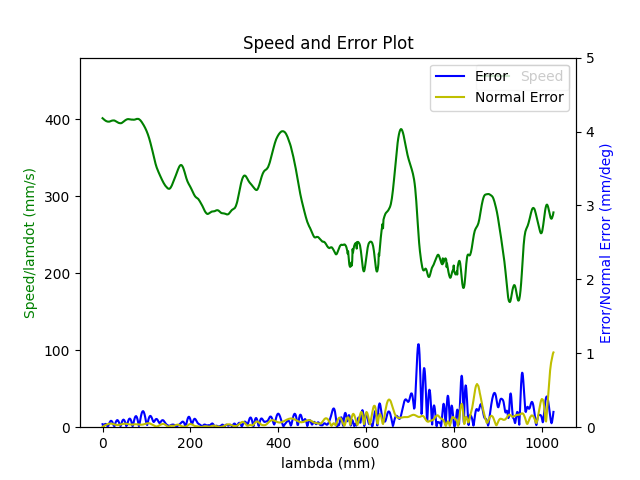 Speed and Error Plot
Error
Speed
Normal Error
Speed/lamdot (mm/s)
400
300
200
100
0
5
4
3
2
1
0
Error/Normal Error (mm/deg)
0 200 400 600 800 1000
lambda (mm)